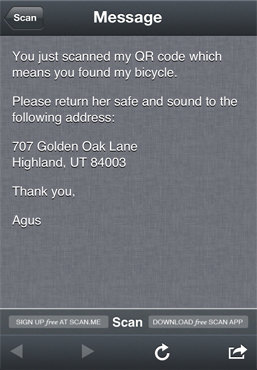 Scan
Message
You just scanned my QR code which
means you found my bicycle.
Please return her safe and sound to the
following address:
707 Golden Oak Lane
Highland, UT 84003
Thank you,
Agus
SIGN UP free AT SCAN.ME
Scan
DOWNLOAD free SCAN APP